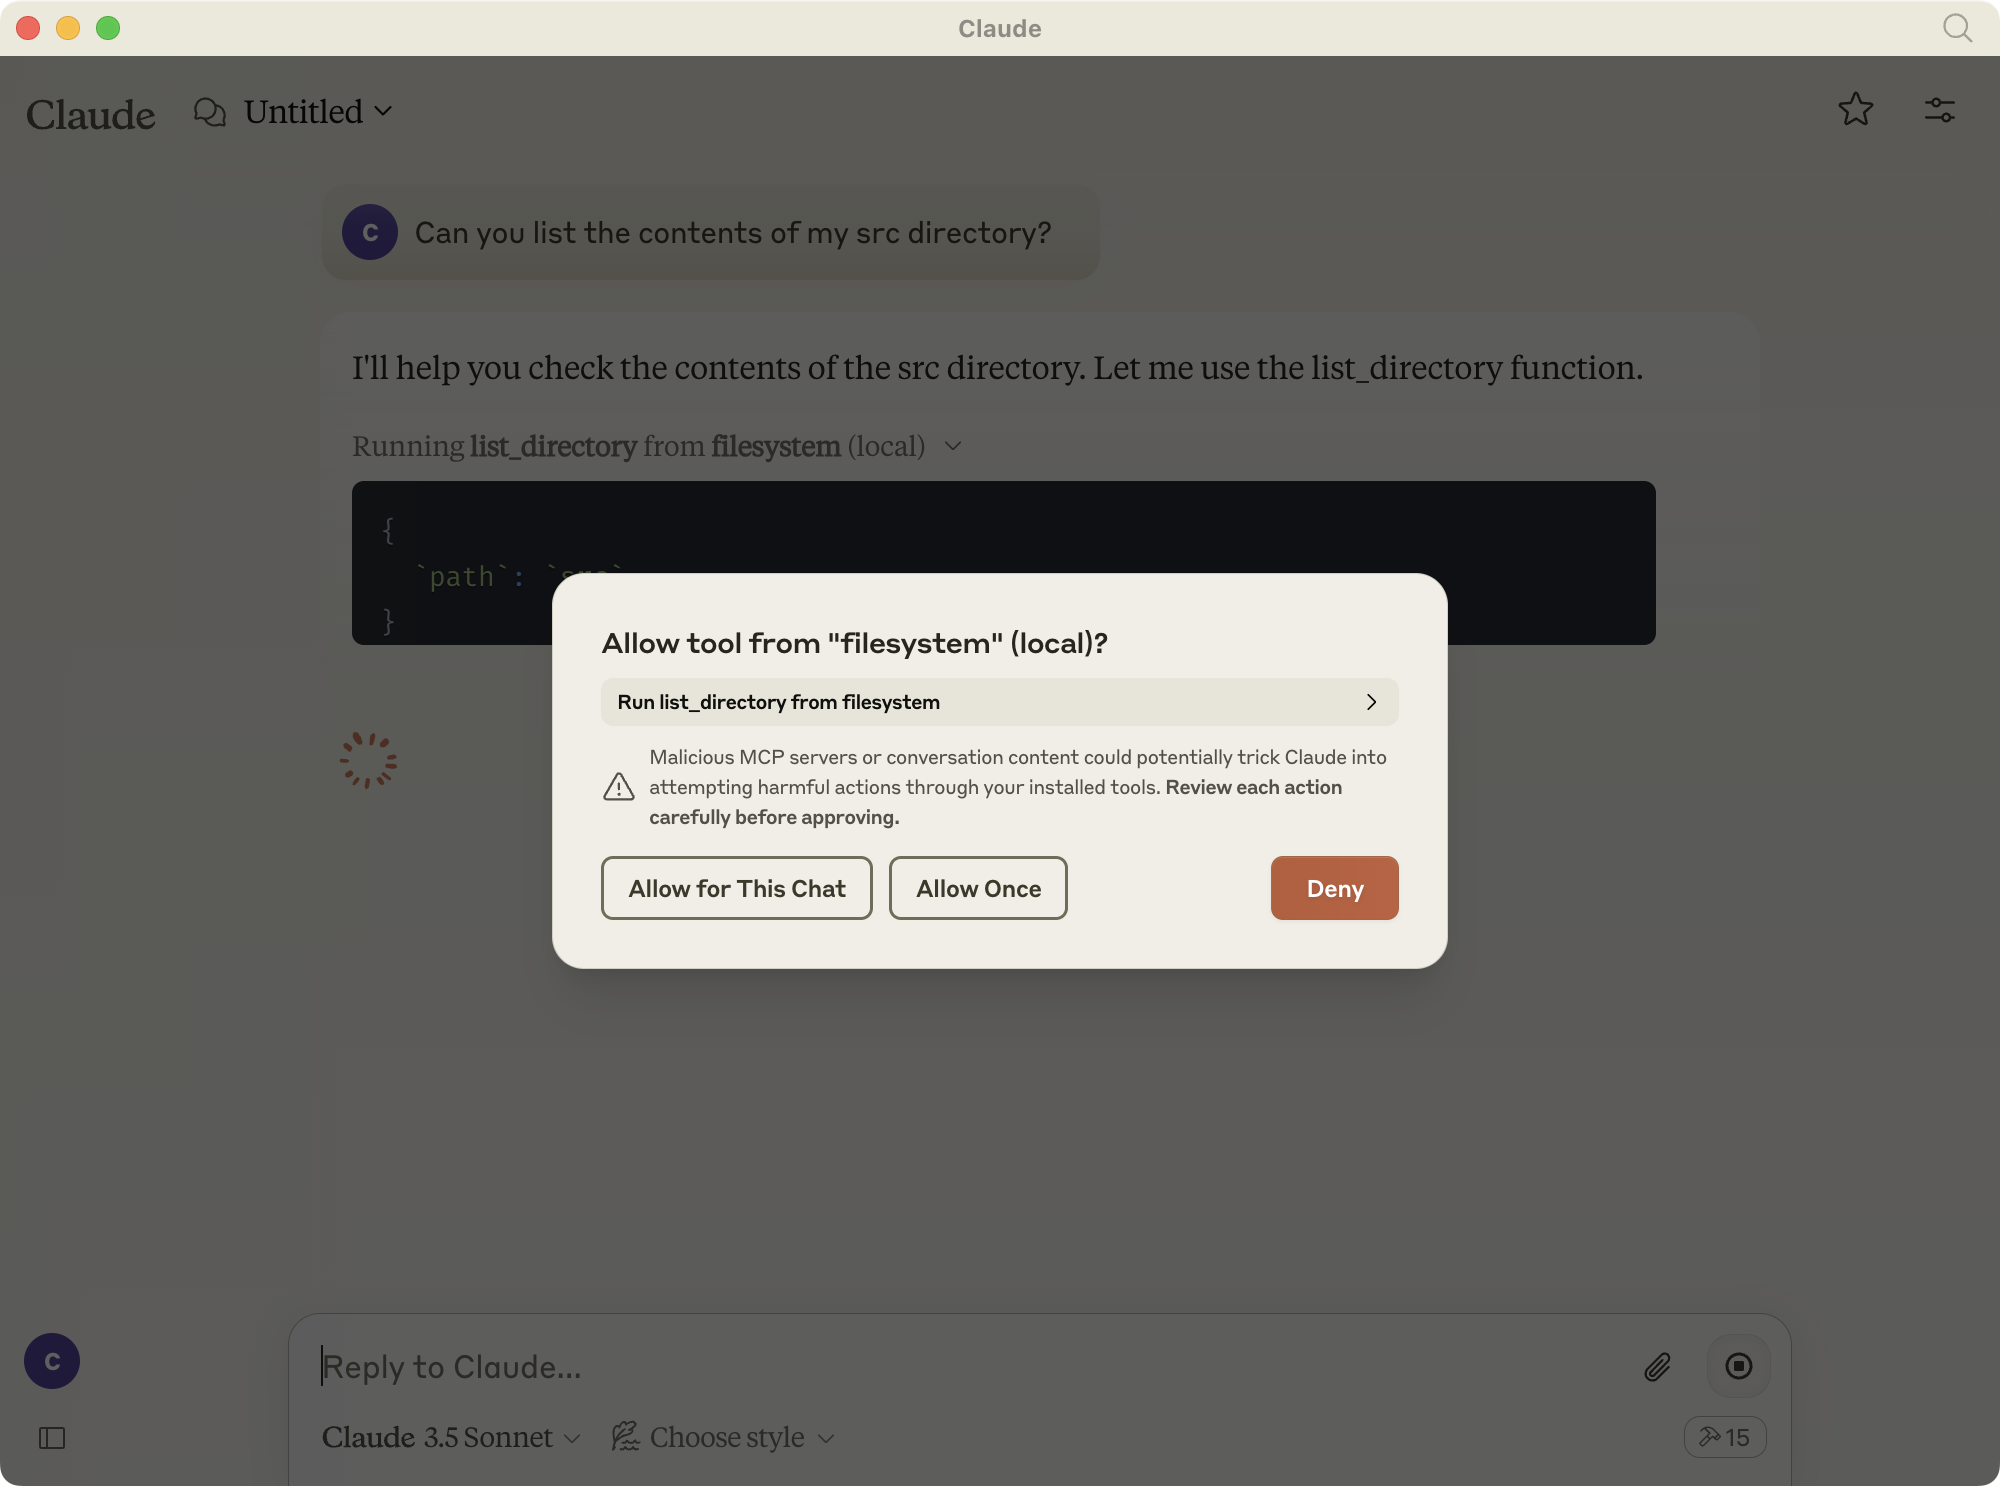 Claude
Claude Untitled
C Can you list the contents of my src directory?
I'll help you check the contents of the src directory. Let me use the list_directory function.
Running list_directory from filesystem (local)
{
`path`: `src`
}
Allow tool from "filesystem" (local)?
Run list_directory from filesystem
Malicious MCP servers or conversation content could potentially trick Claude into
attempting harmful actions through your installed tools. Review each action
carefully before approving.
Allow for This Chat Allow Once Deny
C Reply to Claude...
Claude 3.5 Sonnet Choose style 15